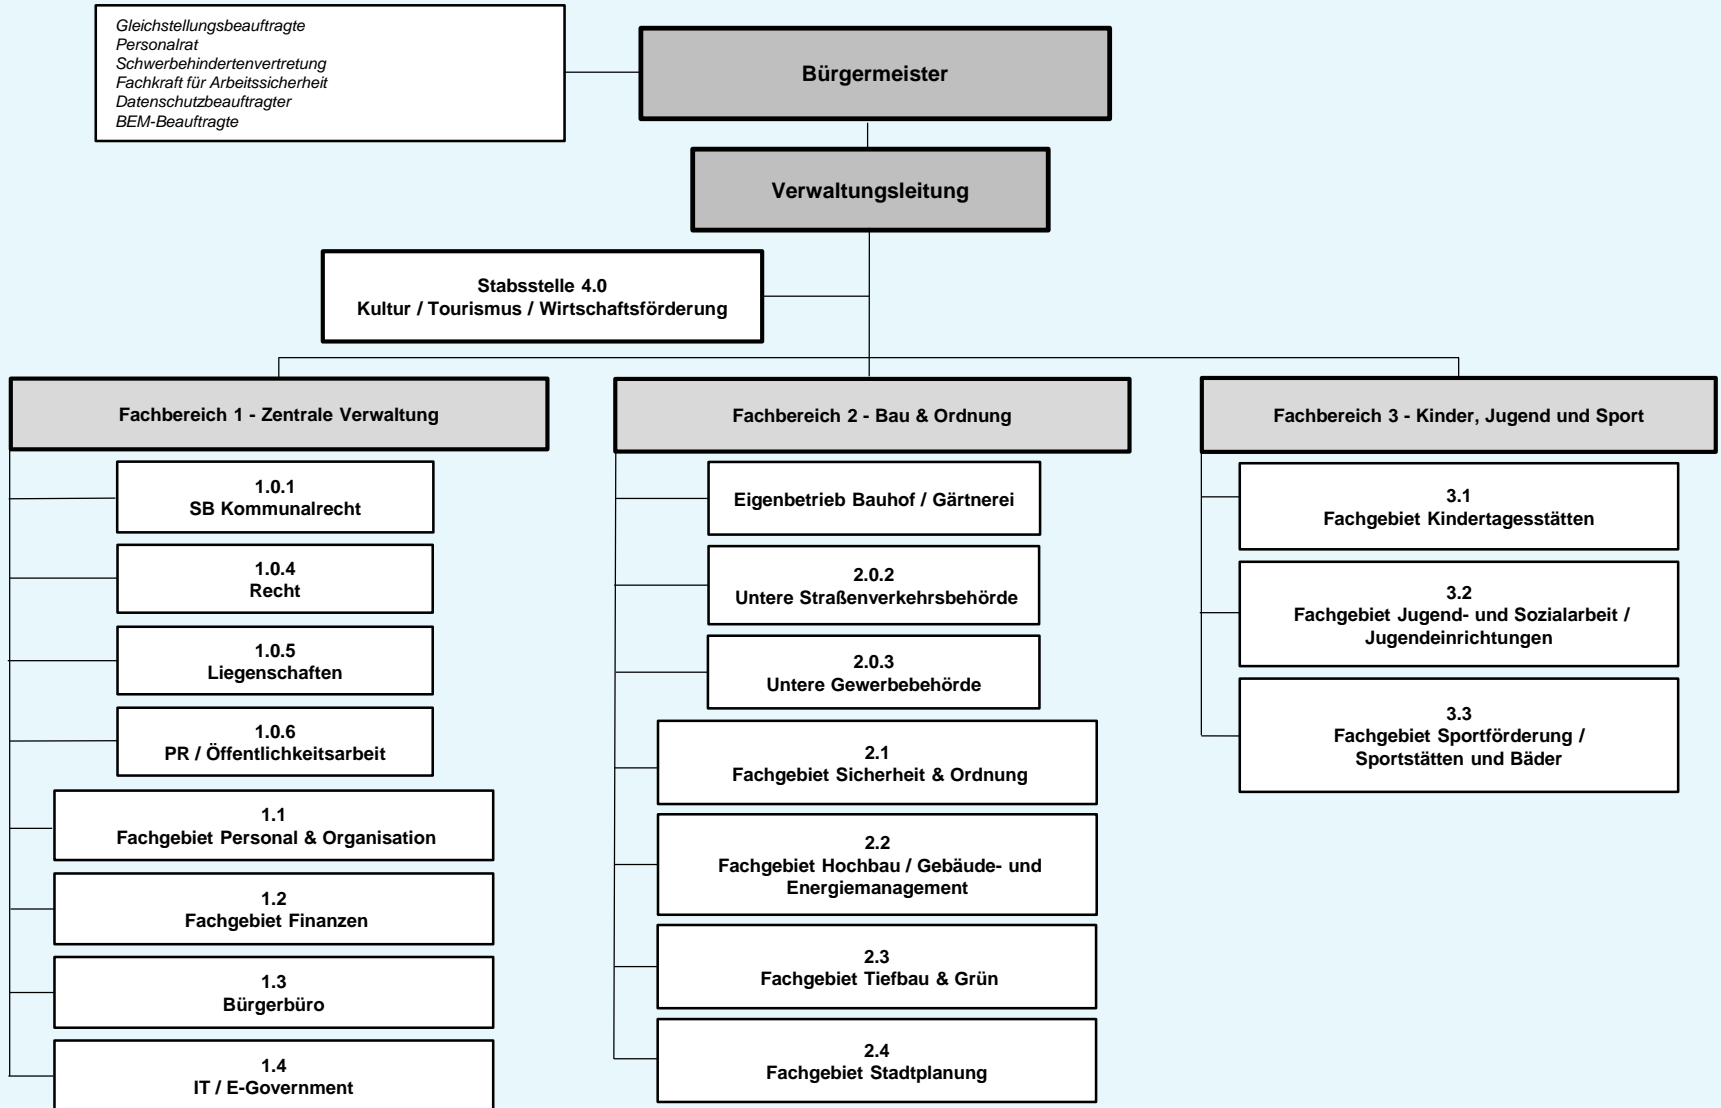 Gleichstellungsbeauftragte
Personalrat
Schwerbehindertenvertretung
Fachkraft für Arbeitssicherheit
Datenschutzbeauftragter
BEM-Beauftragte
Bürgermeister
Verwaltungsleitung
Stabsstelle 4.0
Kultur / Tourismus / Wirtschaftsförderung
Fachbereich 1 - Zentrale Verwaltung
1.0.1
SB Kommunalrecht
1.0.4
Recht
1.0.5
Liegenschaften
1.0.6
PR / Öffentlichkeitsarbeit
1.1
Fachgebiet Personal & Organisation
1.2
Fachgebiet Finanzen
1.3
Bürgerbüro
1.4
IT / E-Government
Fachbereich 2 - Bau & Ordnung
Eigenbetrieb Bauhof / Gärtnerei
2.0.2
Untere Straßenverkehrsbehörde
2.0.3
Untere Gewerbebehörde
2.1
Fachgebiet Sicherheit & Ordnung
2.2
Fachgebiet Hochbau / Gebäude- und
Energiemanagement
2.3
Fachgebiet Tiefbau & Grün
2.4
Fachgebiet Stadtplanung
Fachbereich 3 - Kinder, Jugend und Sport
3.1
Fachgebiet Kindertagesstätten
3.2
Fachgebiet Jugend- und Sozialarbeit /
Jugendeinrichtungen
3.3
Fachgebiet Sportförderung /
Sportstätten und Bäder